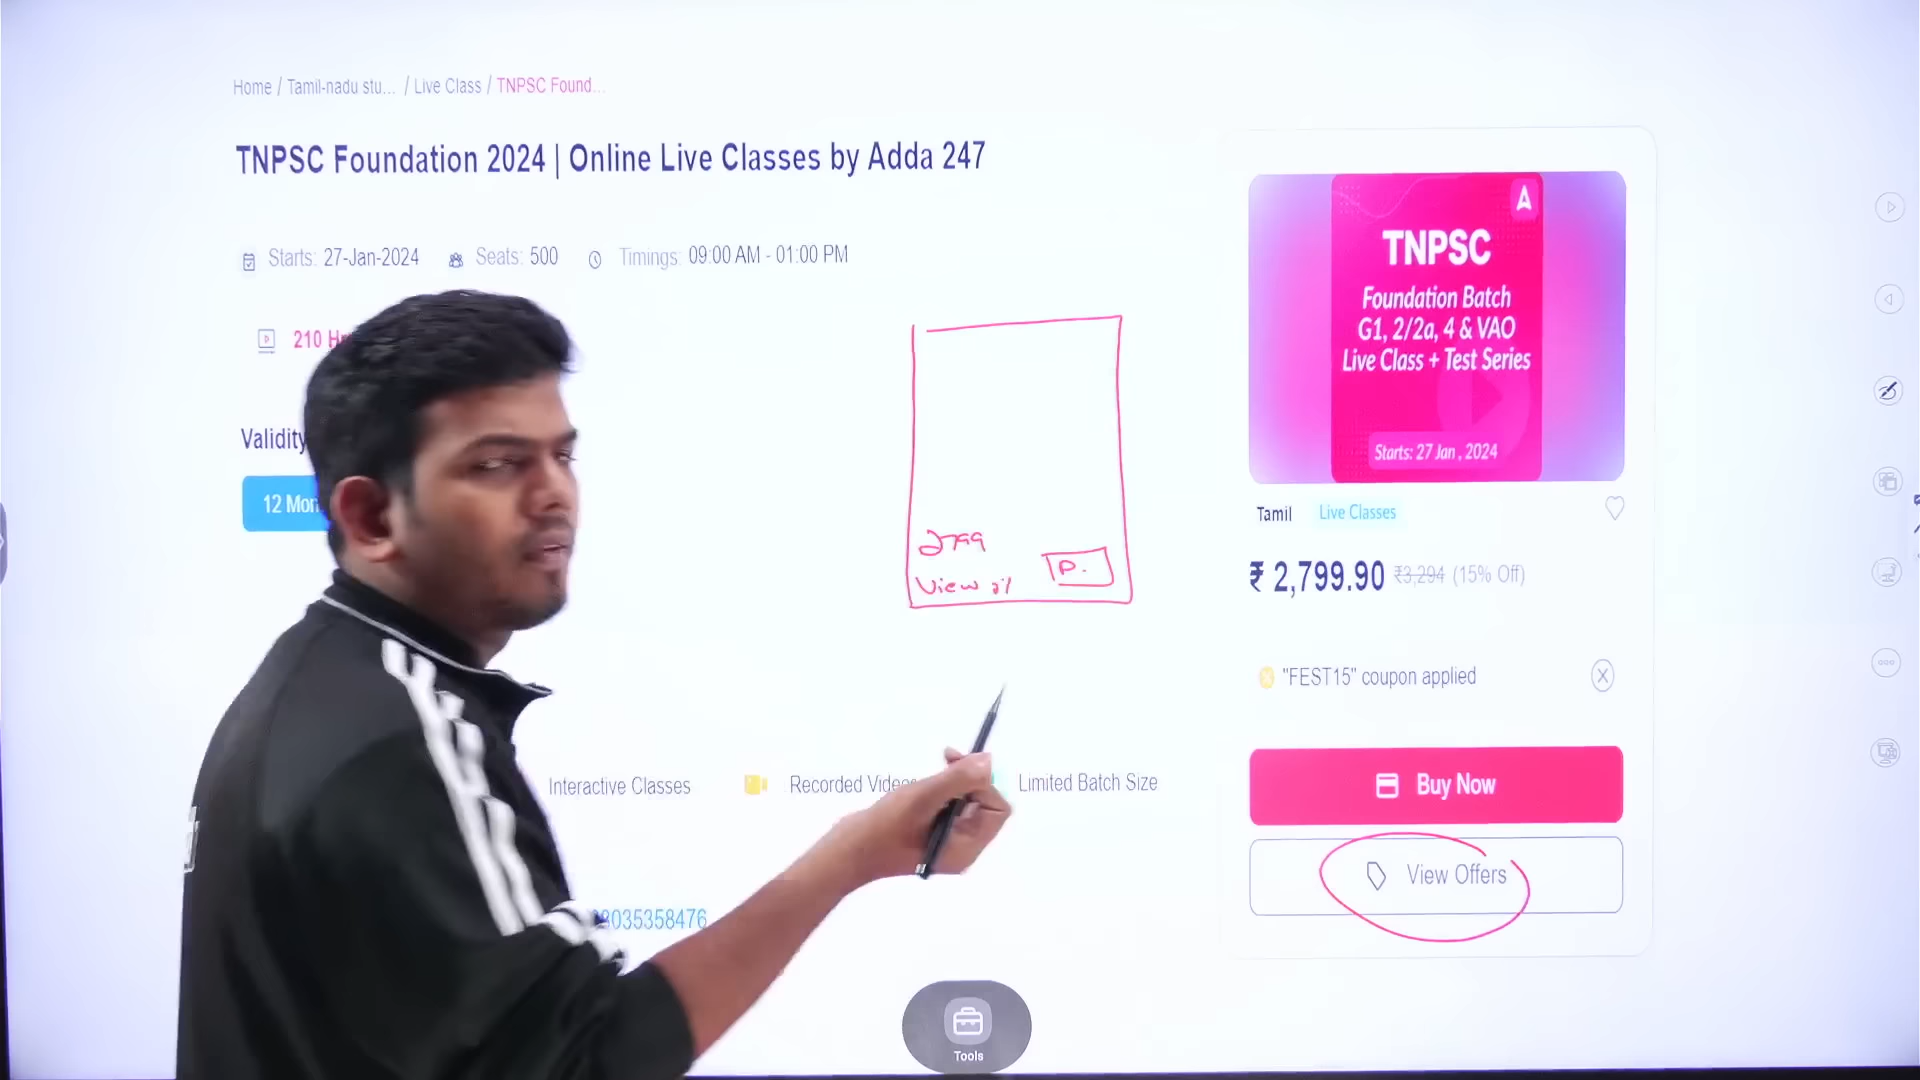 Home / Tamil-nadu stu... / Live Class / TNPSC Found...
TNPSC Foundation 2024 | Online Live Classes by Adda 247
Starts: 27-Jan-2024 Seats: 500 Timings: 09:00 AM - 01:00 PM
210
Validity
12
Interactive Classes Recorded Limited Batch Size
8035358476
2799
View
P.
TNPSC
Foundation Batch
G1, 2/2a, 4 & VAO
Live Class + Test Series
Starts: 27 Jan , 2024
Tamil Live Classes
₹ 2,799.90 ₹3,294 (15% Off)
"FEST15" coupon applied
Buy Now
View Offers
Tools